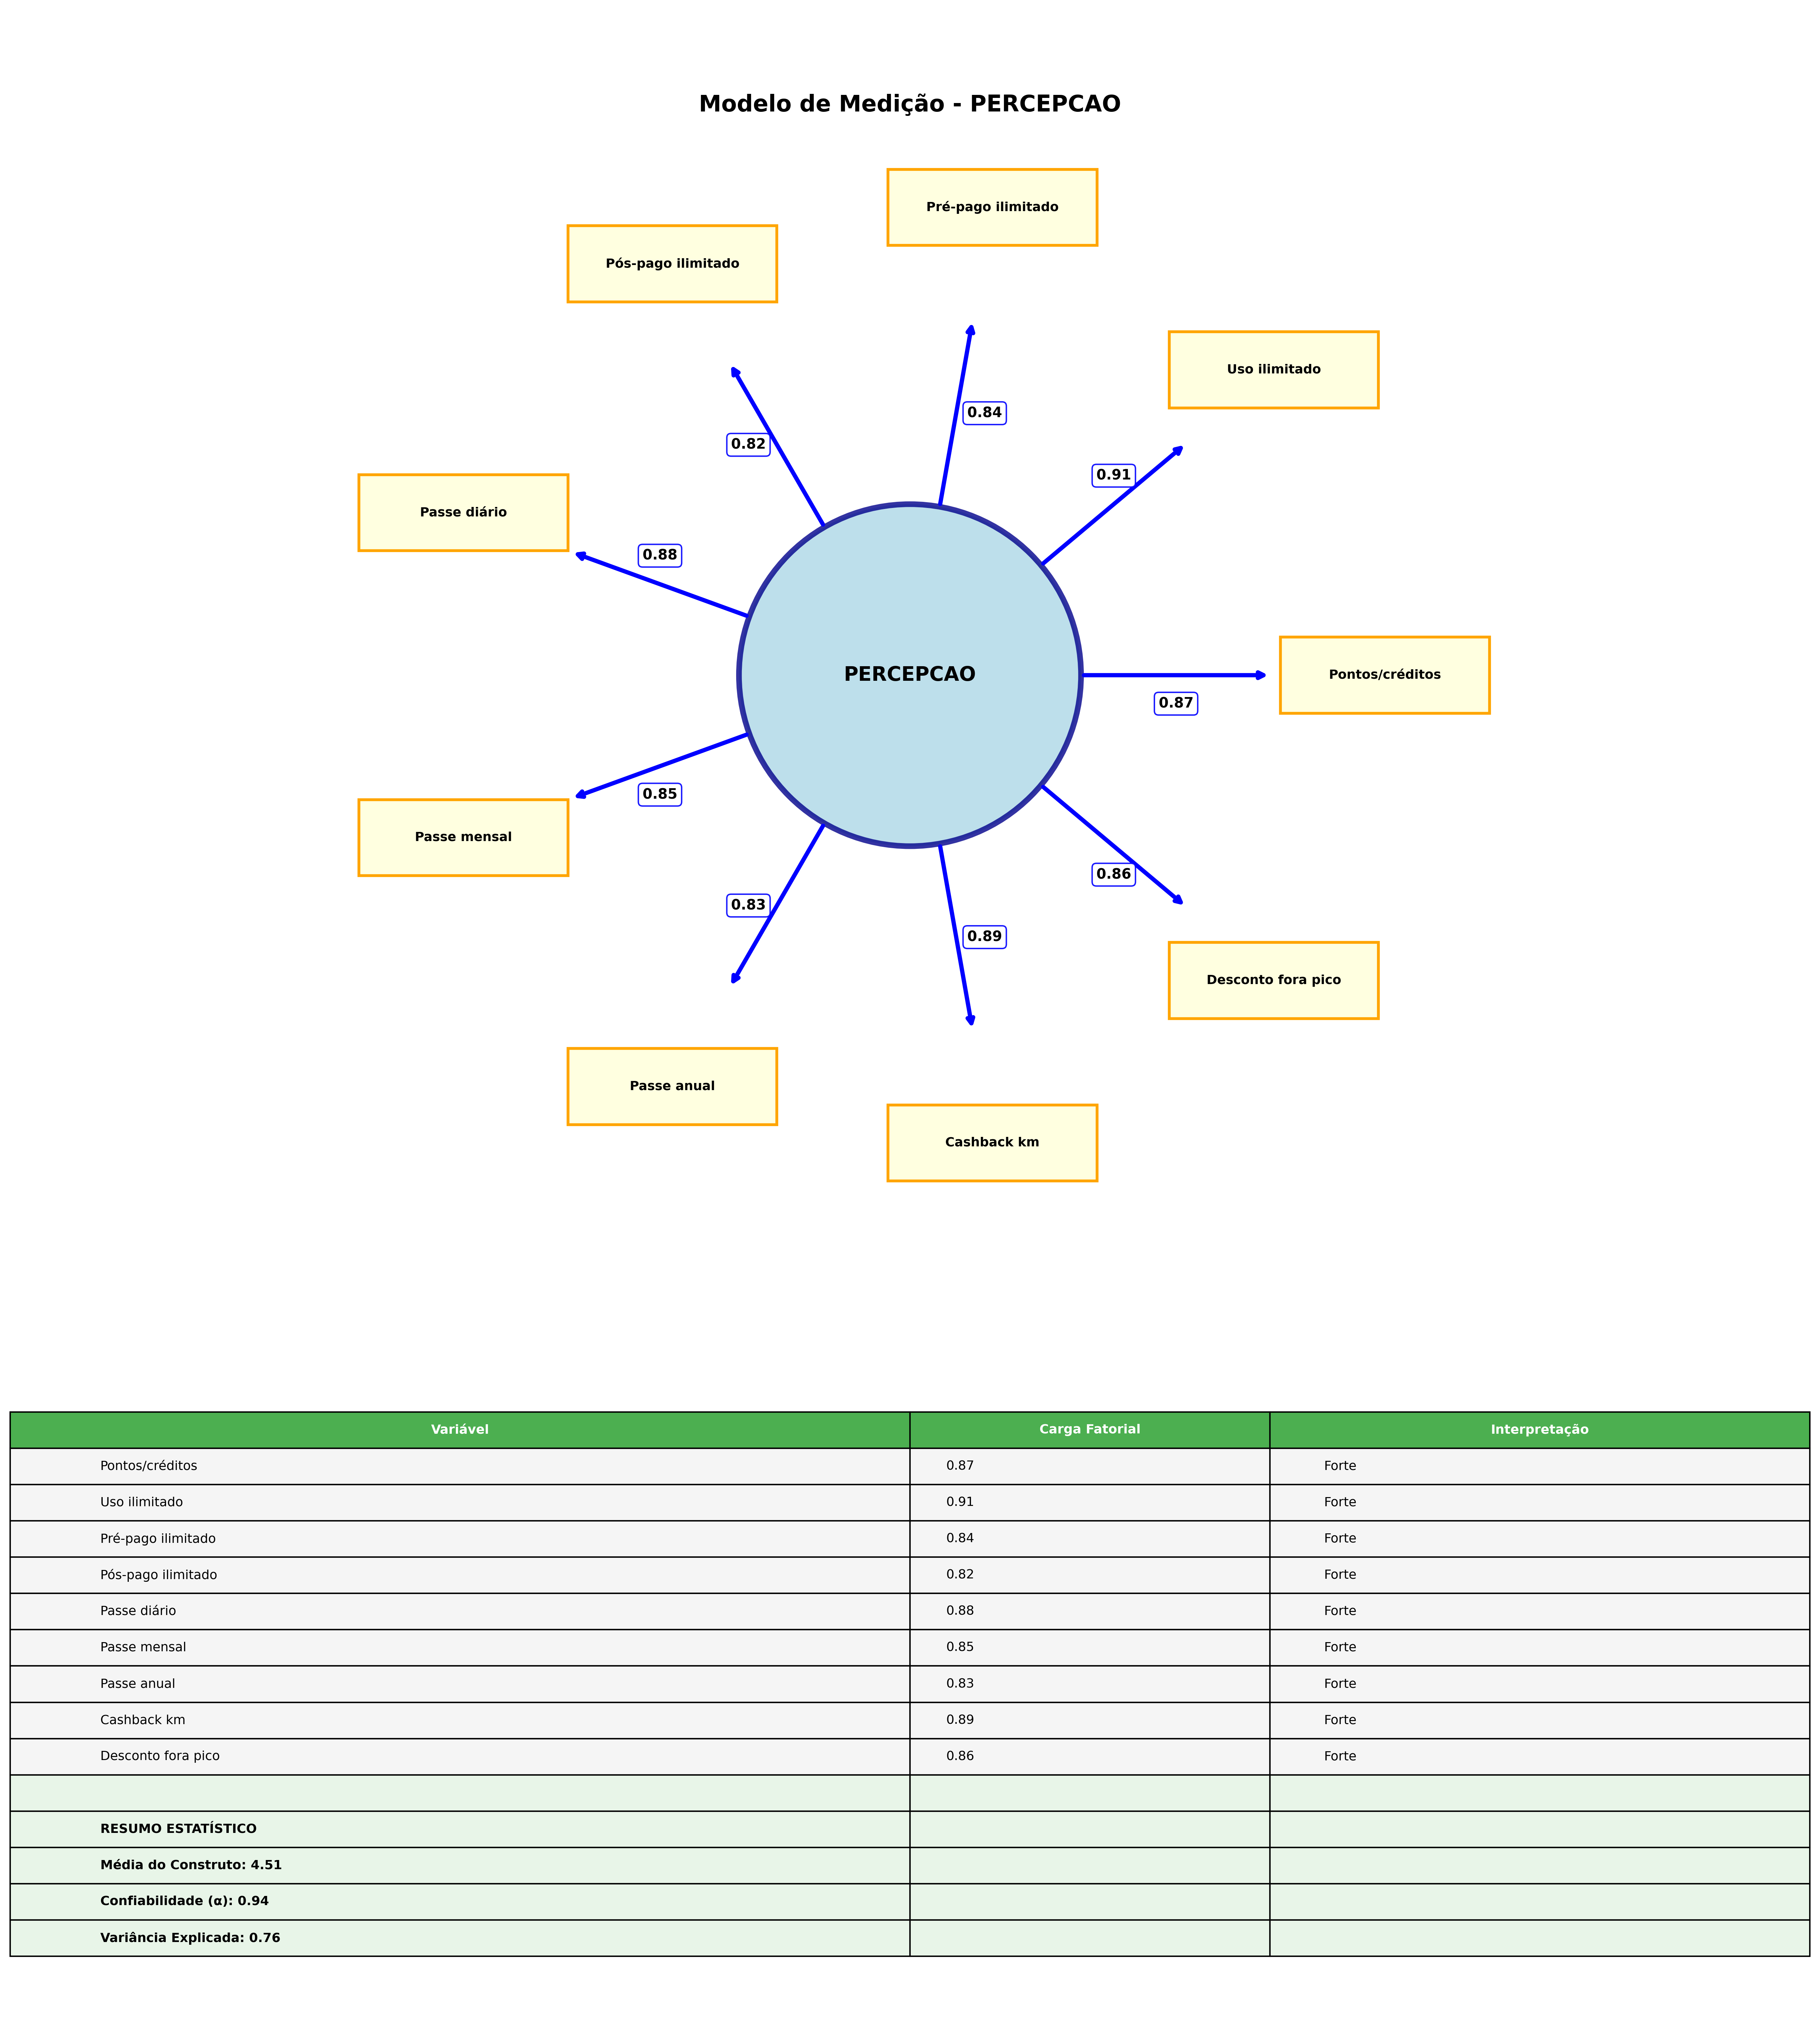 Modelo de Medição - PERCEPCAO
Pré-pago ilimitado
Pós-pago ilimitado
Uso ilimitado
0.84
0.82
0.91
Passe diário
0.88
PERCEPCAO
Pontos/créditos
0.87
0.85
Passe mensal
0.86
0.83
0.89
Desconto fora pico
Passe anual
Cashback km
Variável Carga Fatorial Interpretação
Pontos/créditos 0.87 Forte
Uso ilimitado 0.91 Forte
Pré-pago ilimitado 0.84 Forte
Pós-pago ilimitado 0.82 Forte
Passe diário 0.88 Forte
Passe mensal 0.85 Forte
Passe anual 0.83 Forte
Cashback km 0.89 Forte
Desconto fora pico 0.86 Forte
RESUMO ESTATÍSTICO
Média do Construto: 4.51
Confiabilidade (α): 0.94
Variância Explicada: 0.76